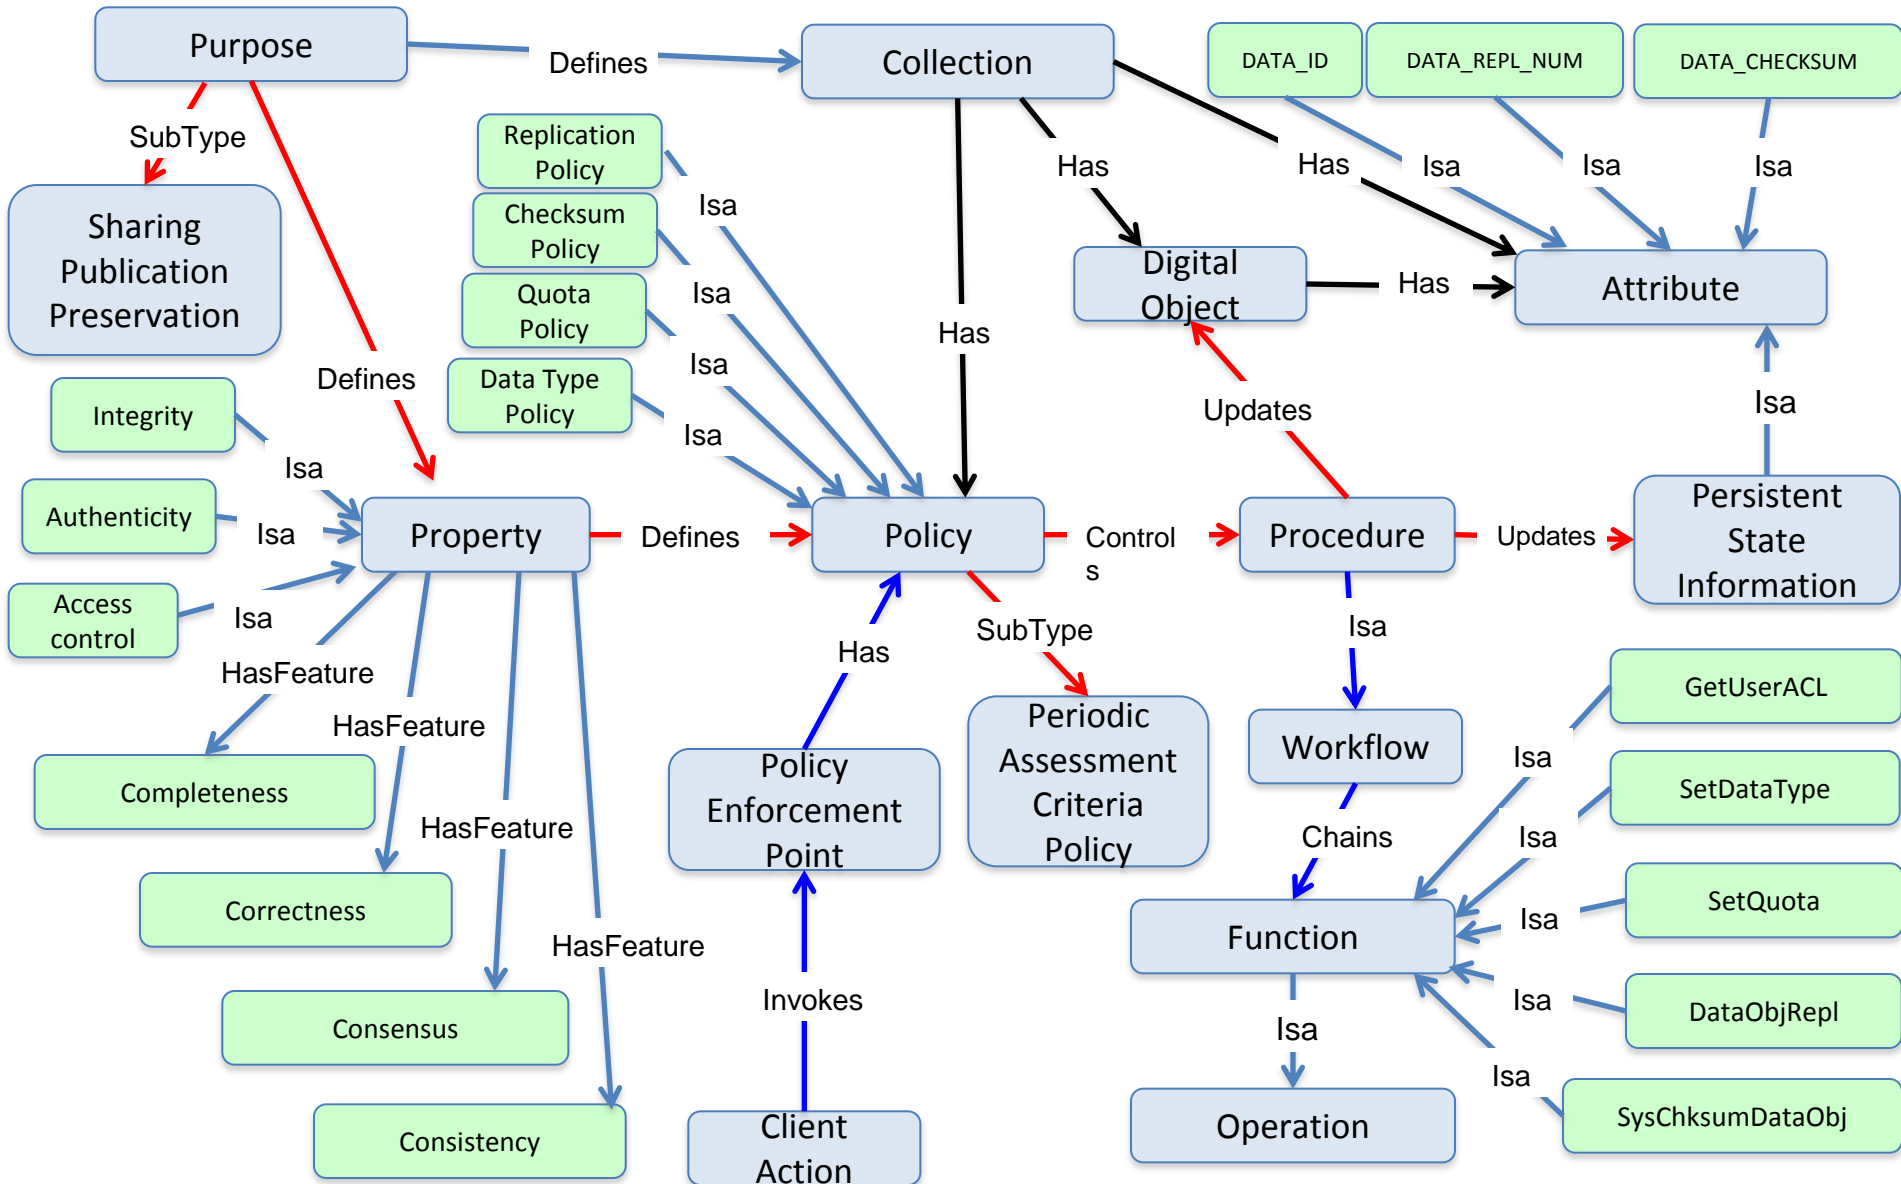 Purpose
Defines
Collection
DATA_ID
DATA_REPL_NUM
DATA_CHECKSUM
SubType
Replication
Policy
Isa
Has
Has
Isa
Isa
Isa
Sharing
Publication
Preservation
Checksum
Policy
Isa
Digital
Object
Has
Attribute
Quota
Policy
Isa
Has
Defines
Data Type
Policy
Isa
Updates
Isa
Integrity
Isa
Authenticity
Isa
Property
Defines
Policy
Control
s
Procedure
Updates
Persistent
State
Information
Access
control
Isa
HasFeature
Has
SubType
Isa
GetUserACL
Isa
HasFeature
Policy
Enforcement
Point
Periodic
Assessment
Criteria
Policy
Workflow
SetDataType
Isa
Completeness
HasFeature
Chains
Correctness
HasFeature
Function
Isa
SetQuota
Consensus
Invokes
Isa
Isa
DataObjRepl
Isa
Consistency
Client
Action
Operation
SysChksumDataObj